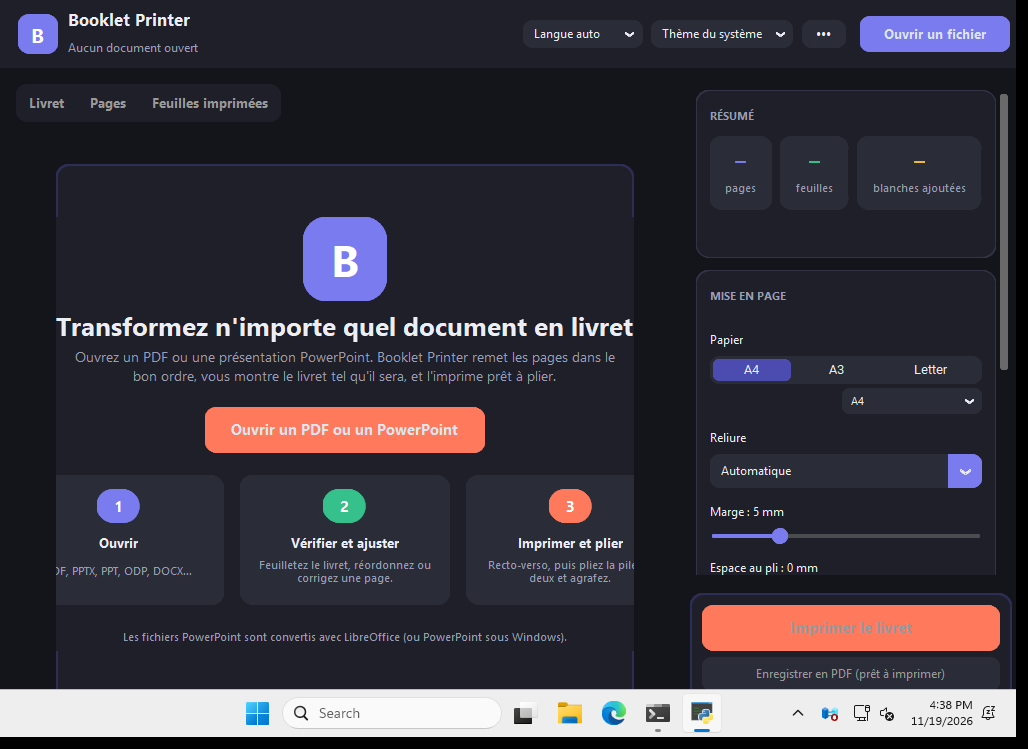 B
Booklet Printer
Aucun document ouvert
Langue auto
Thème du système
•••
Ouvrir un fichier
Livret
Pages
Feuilles imprimées
B
Transformez n'importe quel document en livret
Ouvrez un PDF ou une présentation PowerPoint. Booklet Printer remet les pages dans le
bon ordre, vous montre le livret tel qu'il sera, et l'imprime prêt à plier.
Ouvrir un PDF ou un PowerPoint
1
Ouvrir
DF, PPTX, PPT, ODP, DOCX...
2
Vérifier et ajuster
Feuilletez le livret, réordonnez ou
corrigez une page.
3
Imprimer et plier
Recto-verso, puis pliez la pile
deux et agrafez.
Les fichiers PowerPoint sont convertis avec LibreOffice (ou PowerPoint sous Windows).
RÉSUMÉ
–
pages
–
feuilles
–
blanches ajoutées
MISE EN PAGE
Papier
A4
A3
Letter
A4
Reliure
Automatique
Marge : 5 mm
Espace au pli : 0 mm
Imprimer le livret
Enregistrer en PDF (prêt à imprimer)
Search
4:38 PM
11/19/2026